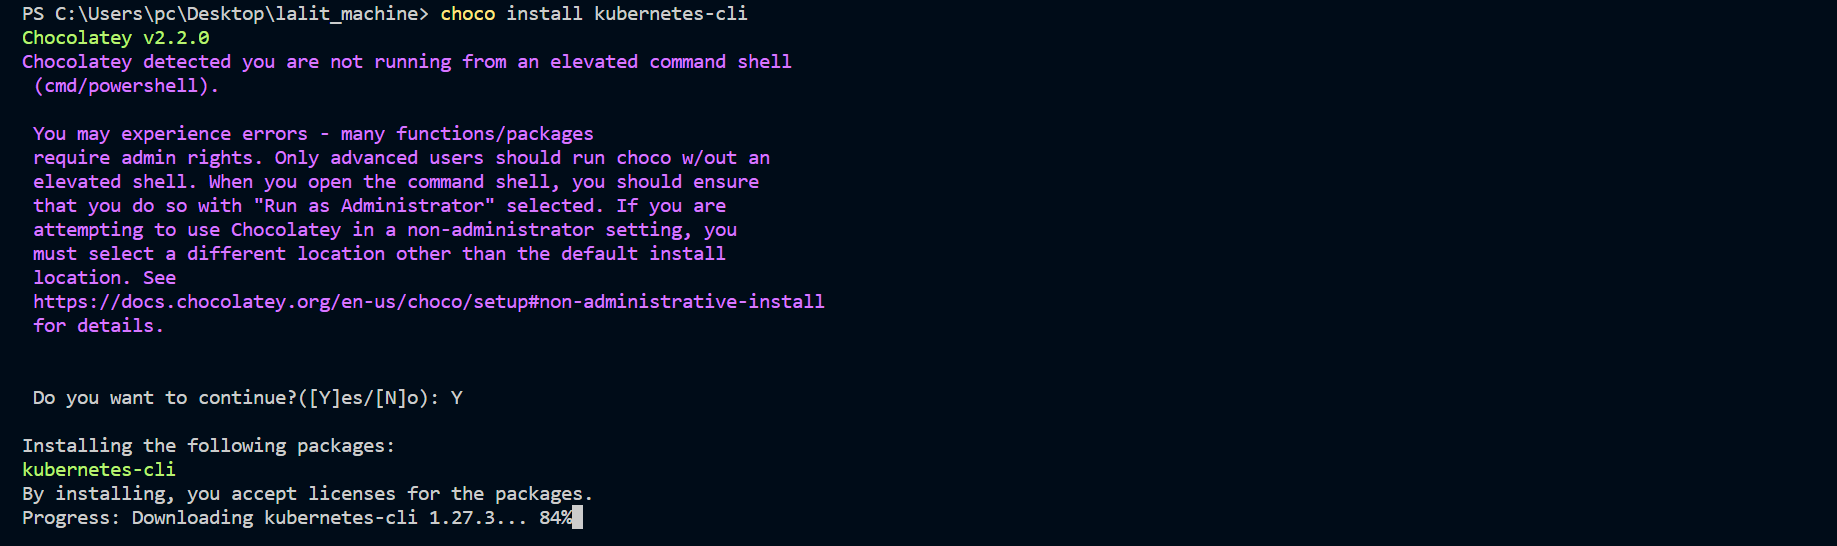 PS C:\Users\pc\Desktop\lalit_machine> choco install kubernetes-cli
Chocolatey v2.2.0
Chocolatey detected you are not running from an elevated command shell
(cmd/powershell).
You may experience errors - many functions/packages
require admin rights. Only advanced users should run choco w/out an
elevated shell. When you open the command shell, you should ensure
that you do so with "Run as Administrator" selected. If you are
attempting to use Chocolatey in a non-administrator setting, you
must select a different location other than the default install
location. See
https://docs.chocolatey.org/en-us/choco/setup#non-administrative-install
for details.
Do you want to continue?([Y]es/[N]o): Y
Installing the following packages:
kubernetes-cli
By installing, you accept licenses for the packages.
Progress: Downloading kubernetes-cli 1.27.3... 84%